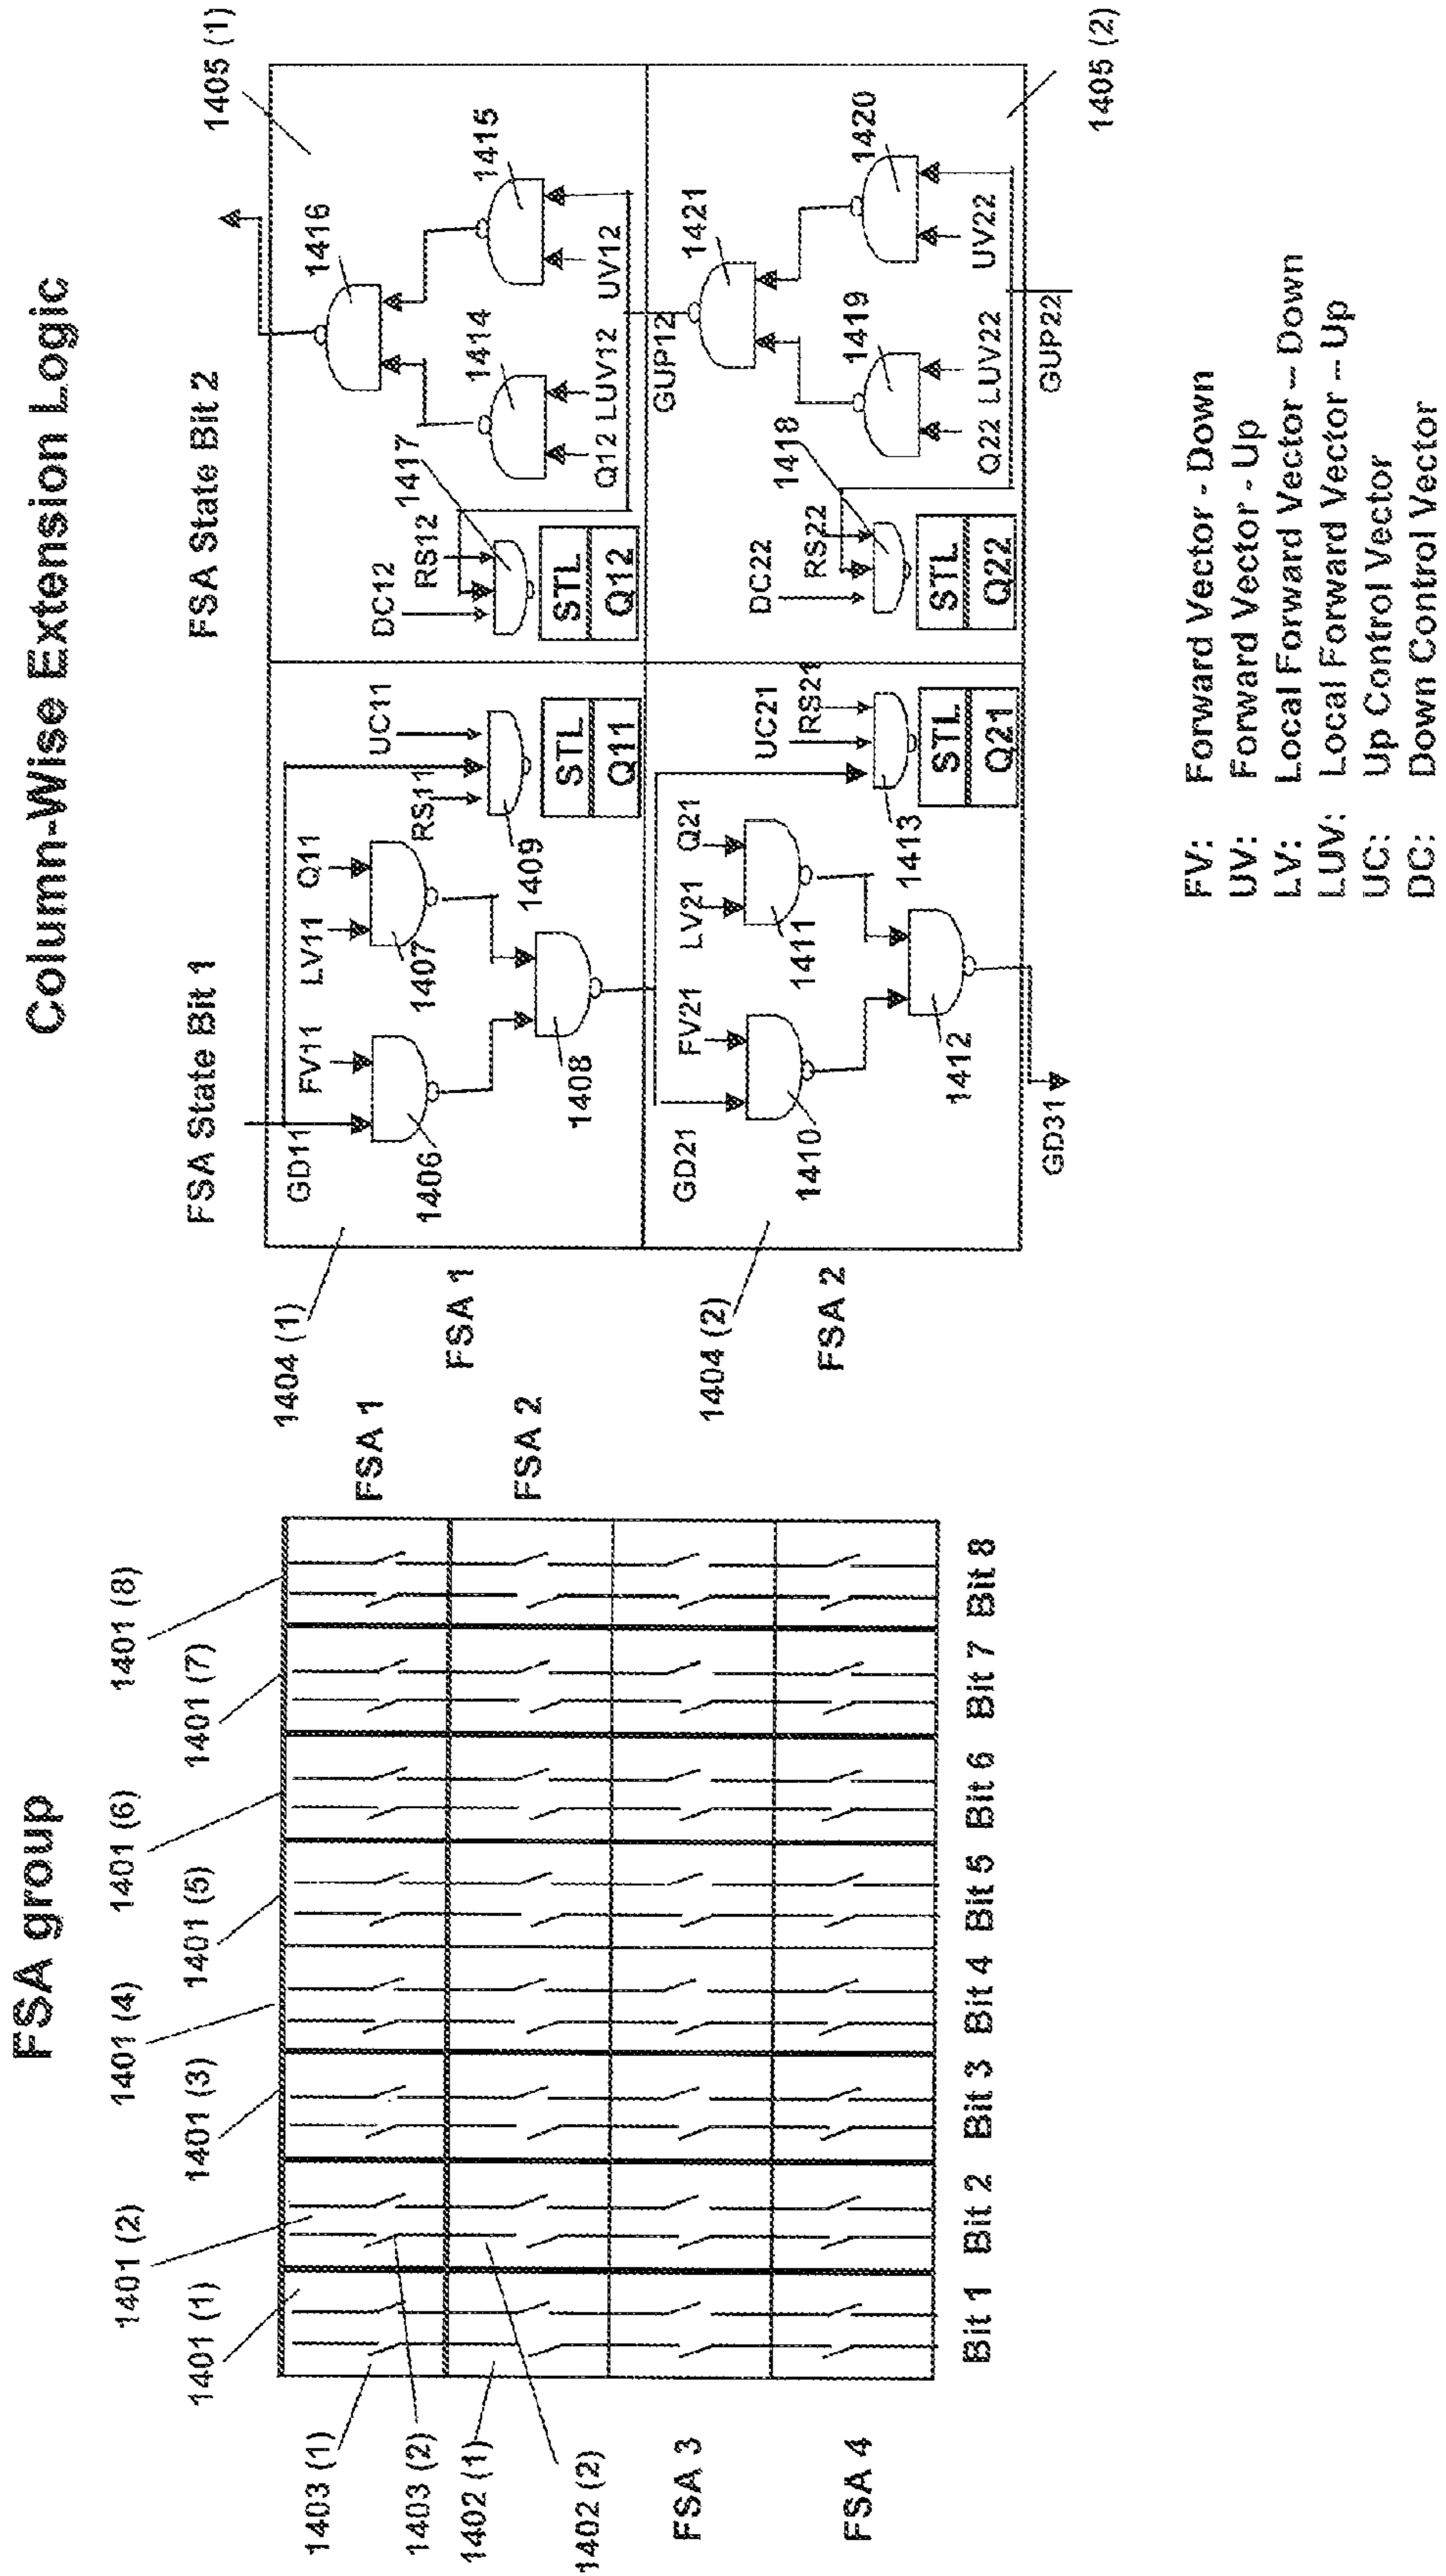 FSA group
1401 (1)
1401 (2)
1401 (3)
1401 (4)
1401 (5)
1401 (6)
1401 (7)
1401 (8)
1403 (1)
1403 (2)
1402 (1)
1402 (2)
FSA 1
FSA 2
FSA 3
FSA 4
Bit 1
Bit 2
Bit 3
Bit 4
Bit 5
Bit 6
Bit 7
Bit 8
Column-Wise Extension Logic
FSA State Bit 1
FSA State Bit 2
1404 (1)
1405 (1)
FSA 1
GD11
FV11
LV11
Q11
RS11
UC11
1406
1407
1408
1409
STL
Q11
DC12
RS12
1417
STL
Q12
1414
1415
1416
Q12
LUV12
UV12
GUP12
1404 (2)
FSA 2
GD21
FV21
LV21
Q21
UC21
RS21
1410
1411
1412
1413
STL
Q21
GD31
DC22
RS22
1418
STL
Q22
1419
1420
1421
Q22
LUV22
UV22
GUP22
1405 (2)
FV: Forward Vector - Down
UV: Forward Vector - Up
LV: Local Forward Vector – Down
LUV: Local Forward Vector – Up
UC: Up Control Vector
DC: Down Control Vector